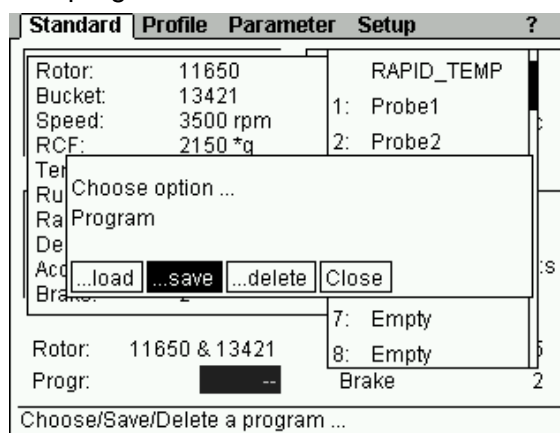 Standard Profile Parameter Setup ?
Rotor: 11650
Bucket: 13421
Speed: 3500 rpm
RCF: 2150 *g
RAPID_TEMP
1: Probe1
2: Probe2
Choose option ...
Program
...load ...save ...delete Close
7: Empty
8: Empty
Rotor: 11650 & 13421
Progr: --
Brake 2
Choose/Save/Delete a program ...